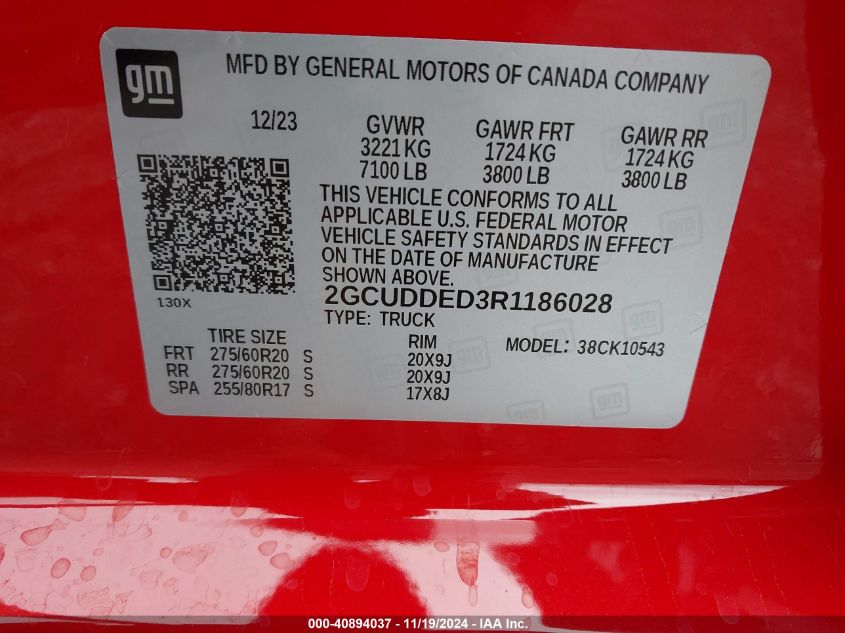 gm
MFD BY GENERAL MOTORS OF CANADA COMPANY
12/23 GVWR GAWR FRT GAWR RR
3221 KG 1724 KG 1724 KG
7100 LB 3800 LB 3800 LB
THIS VEHICLE CONFORMS TO ALL
APPLICABLE U.S. FEDERAL MOTOR
VEHICLE SAFETY STANDARDS IN EFFECT
ON THE DATE OF MANUFACTURE
SHOWN ABOVE.
130X
2GCUDDED3R1186028
TYPE: TRUCK
TIRE SIZE RIM MODEL: 38CK10543
FRT 275/60R20 S 20X9J
RR 275/60R20 S 20X9J
SPA 255/80R17 S 17X8J
000-40894037 - 11/19/2024 - IAA Inc.